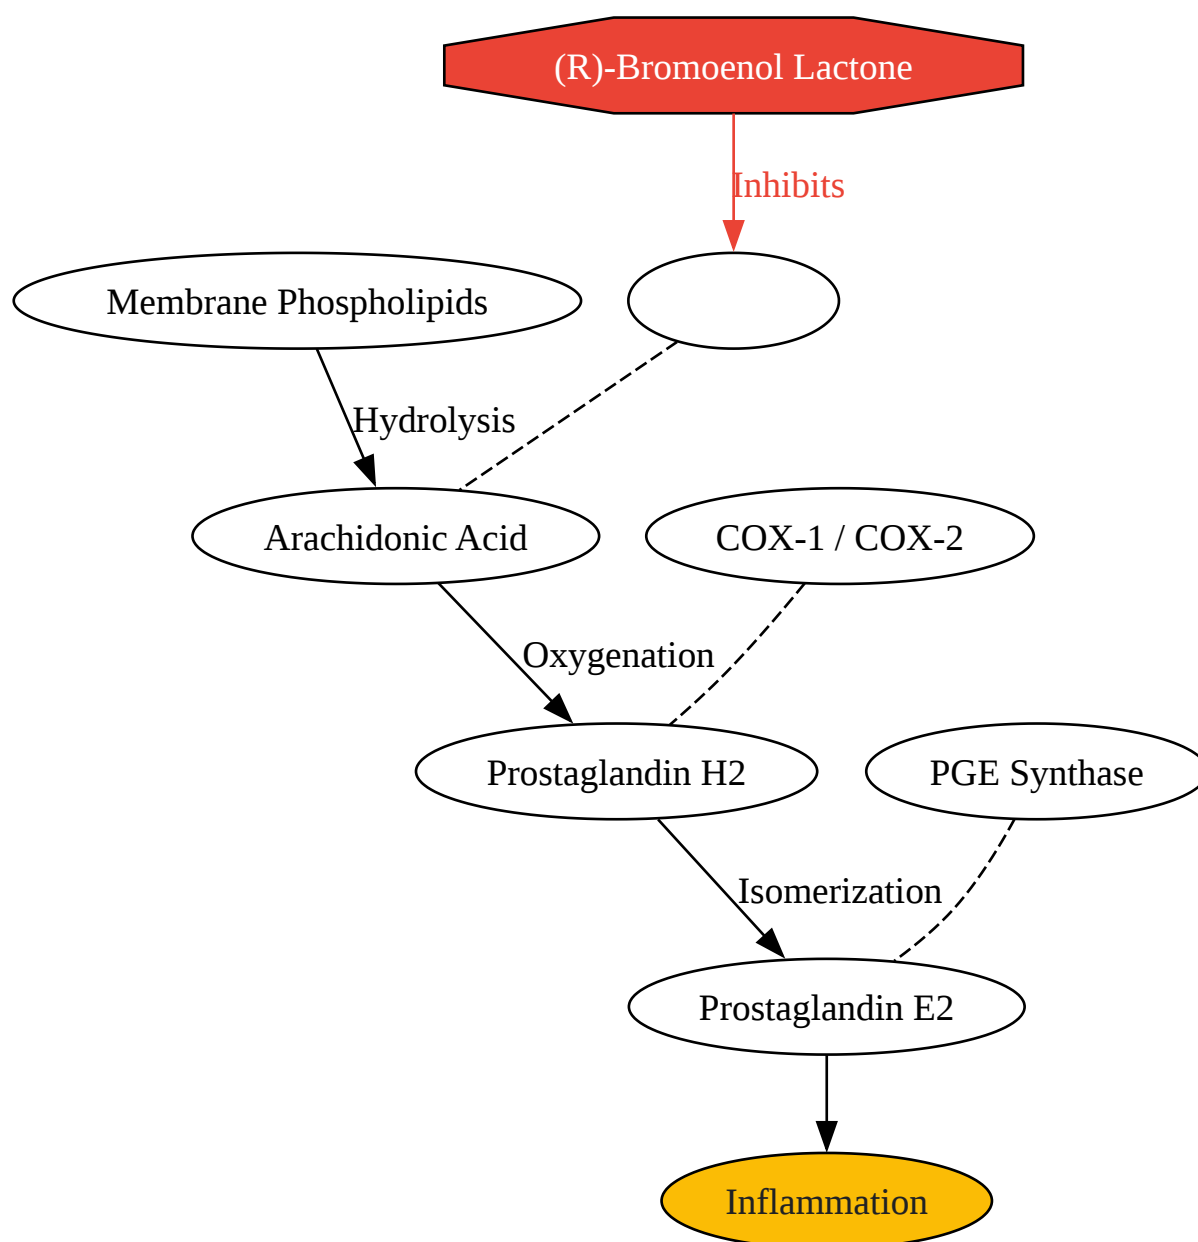 (R)-Bromoenol Lactone
Inhibits
Membrane Phospholipids
Hydrolysis
Arachidonic Acid
COX-1 / COX-2
Oxygenation
Prostaglandin H2
PGE Synthase
Isomerization
Prostaglandin E2
Inflammation